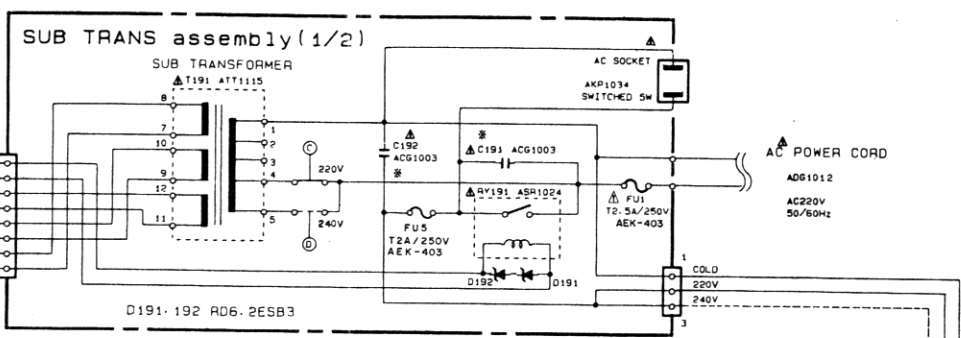 SUB TRANS assembly(1/2)
SUB TRANSFORMER
T191 ATT1115
8
7
10
9
12
11
1
2
3
4
5
C
220V
240V
D
C192
ACG1003
※
※
C191 ACG1003
RY191 ASR1024
FU5
T2A/250V
AEK-403
D192
D191
D191.192 RD6.2ESB3
AC SOCKET
AKP1034
SWITCHED 5W
FU1
T2.5A/250V
AEK-403
AC POWER CORD
ADG1012
AC220V
50/60Hz
1
COLD
220V
240V
3